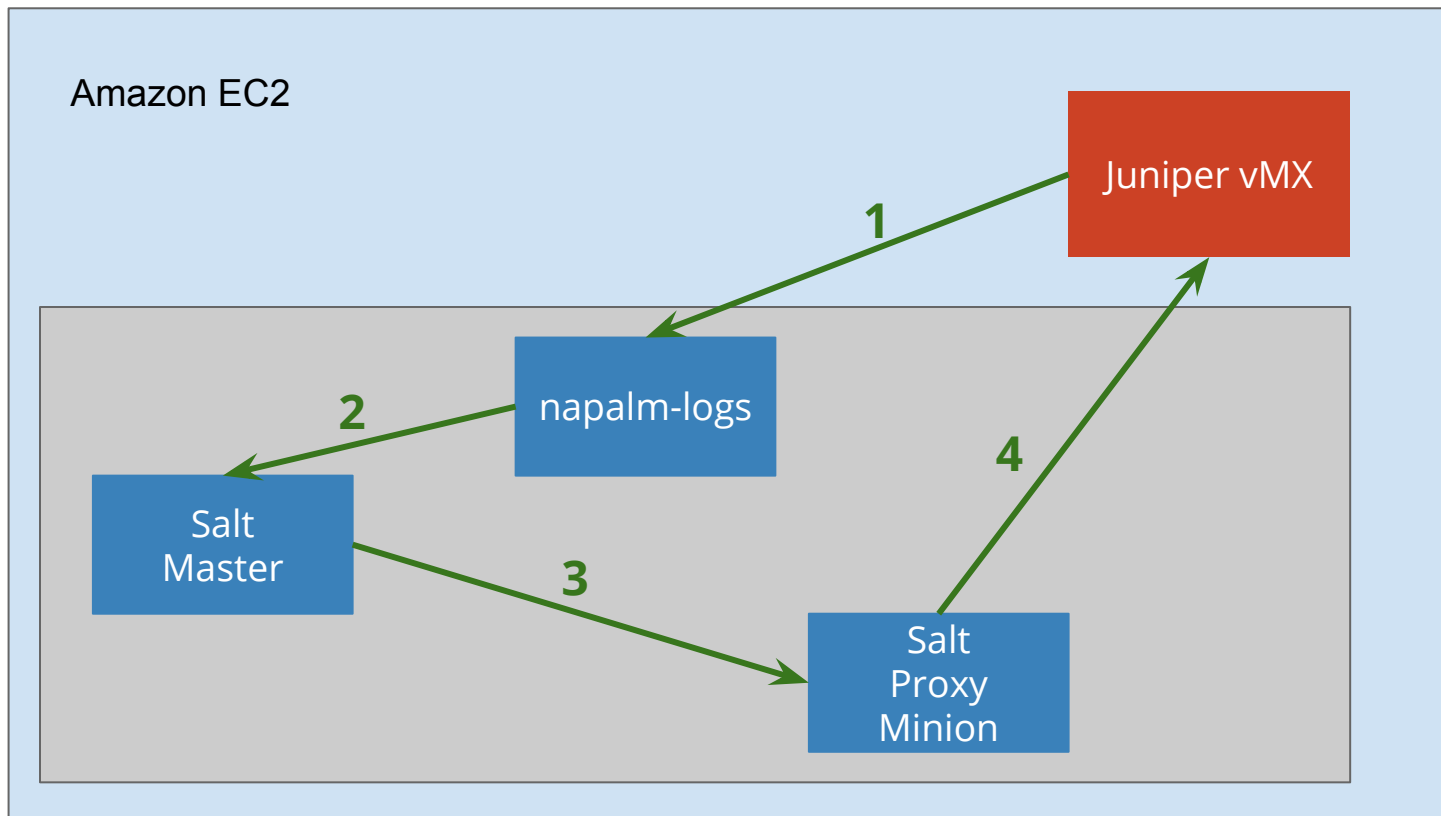 Amazon EC2
Juniper vMX
1
napalm-logs
2
Salt
Master
3
4
Salt
Proxy
Minion